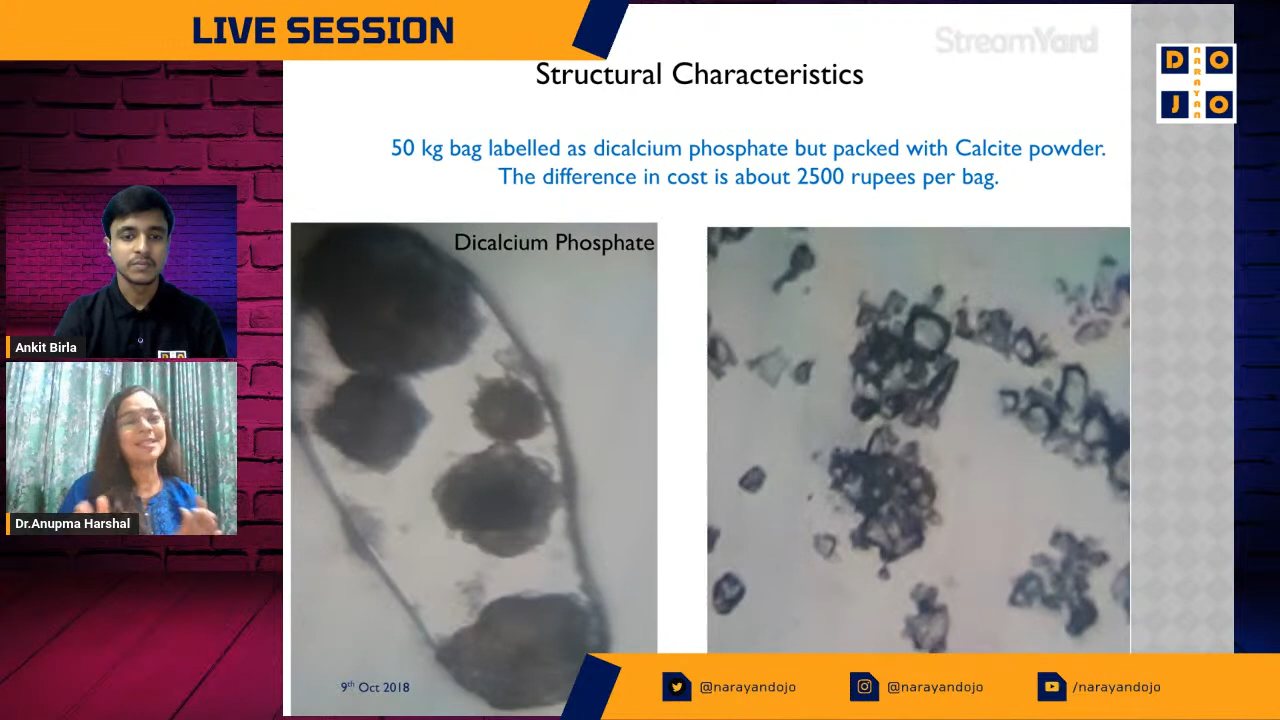 LIVE SESSION
StreamYard
D O
NARAYAN
J O
Structural Characteristics
50 kg bag labelled as dicalcium phosphate but packed with Calcite powder.
The difference in cost is about 2500 rupees per bag.
Dicalcium Phosphate
Ankit Birla
Dr.Anupma Harshal
9th Oct 2018
@narayandojo
@narayandojo
/narayandojo